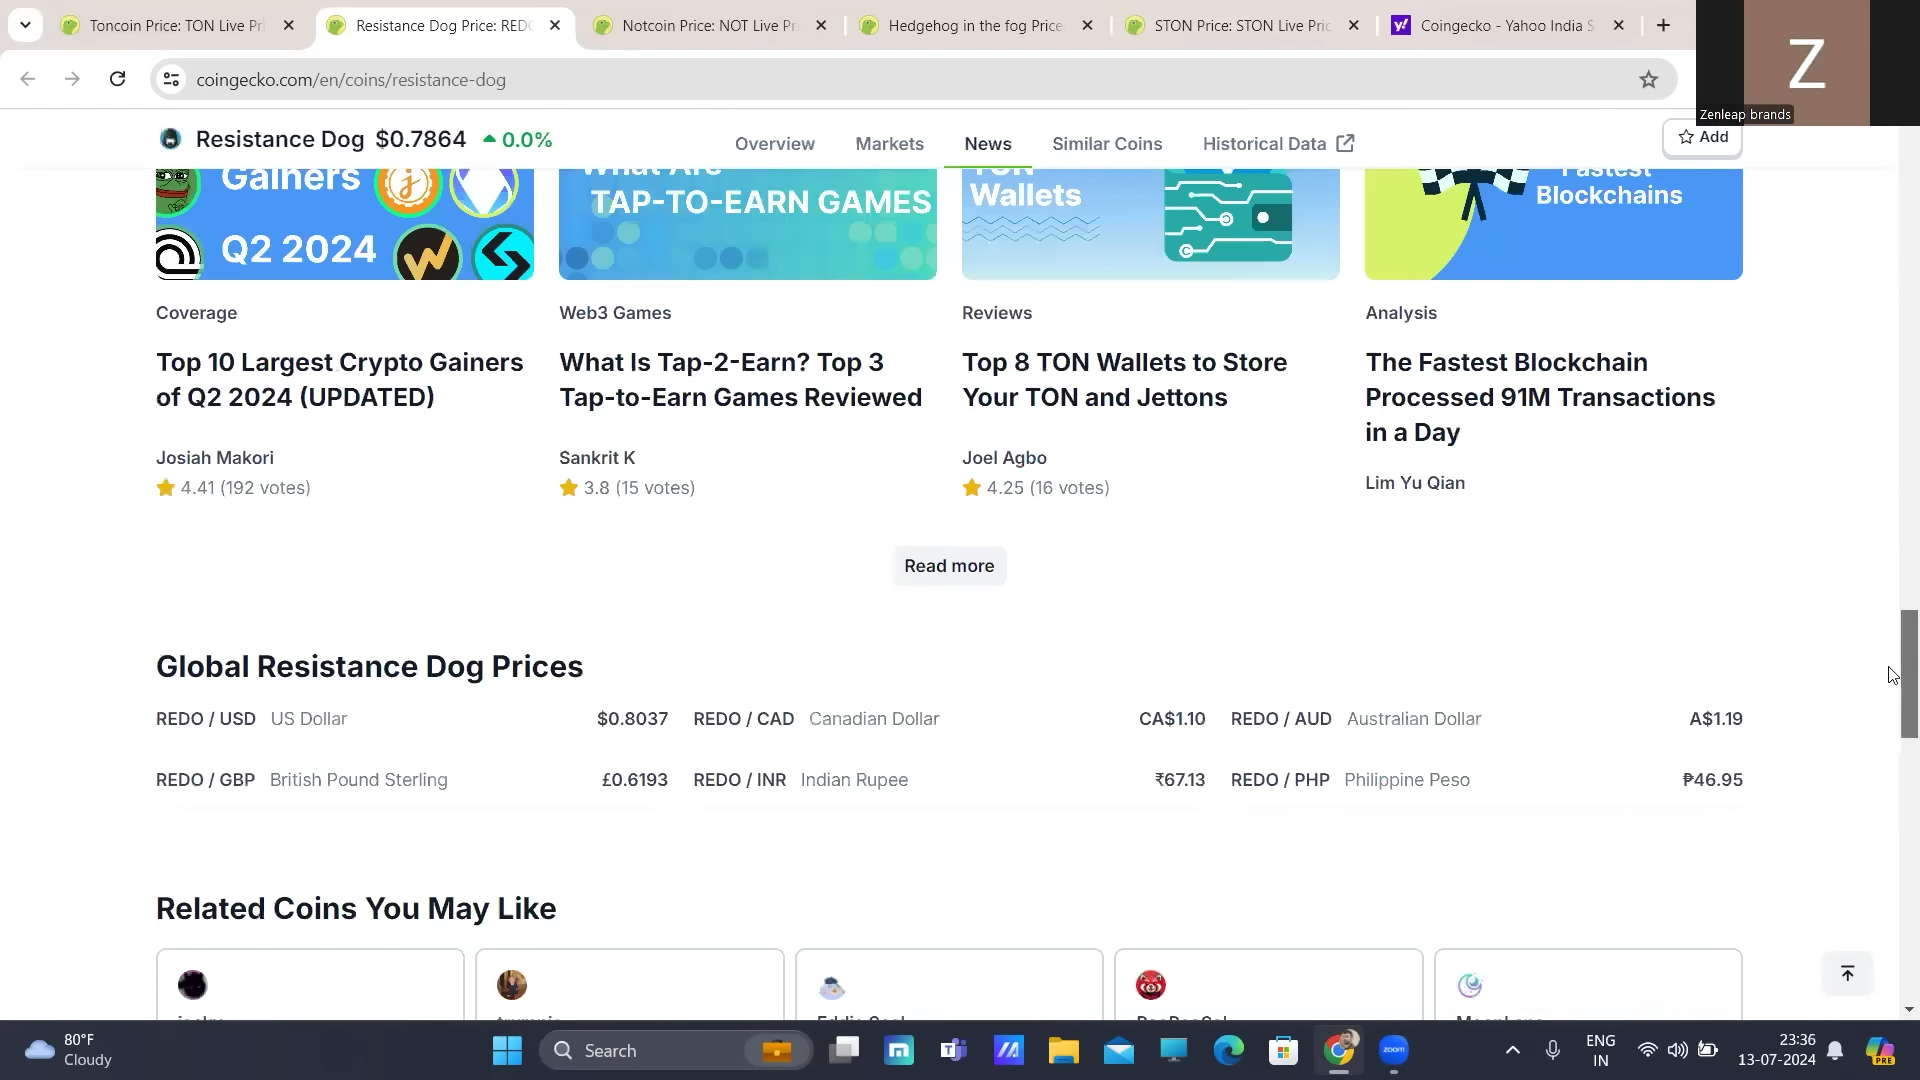 Toncoin Price: TON Live Pri
Resistance Dog Price: REDO
Notcoin Price: NOT Live Pr
Hedgehog in the fog Price:
STON Price: STON Live Pric
Coingecko - Yahoo India S
coingecko.com/en/coins/resistance-dog
Z
Zenleap brands
Resistance Dog $0.7864 0.0%
Overview
Markets
News
Similar Coins
Historical Data
Add
Gainers
Q2 2024
What Are
TAP-TO-EARN GAMES
TON
Wallets
Fastest
Blockchains
Coverage
Top 10 Largest Crypto Gainers
of Q2 2024 (UPDATED)
Josiah Makori
4.41 (192 votes)
Web3 Games
What Is Tap-2-Earn? Top 3
Tap-to-Earn Games Reviewed
Sankrit K
3.8 (15 votes)
Reviews
Top 8 TON Wallets to Store
Your TON and Jettons
Joel Agbo
4.25 (16 votes)
Analysis
The Fastest Blockchain
Processed 91M Transactions
in a Day
Lim Yu Qian
Read more
Global Resistance Dog Prices
REDO / USD US Dollar $0.8037
REDO / CAD Canadian Dollar CA$1.10
REDO / AUD Australian Dollar A$1.19
REDO / GBP British Pound Sterling £0.6193
REDO / INR Indian Rupee ₹67.13
REDO / PHP Philippine Peso ₱46.95
Related Coins You May Like
80°F
Cloudy
Search
zoom
ENG
IN
23:36
13-07-2024
PRE